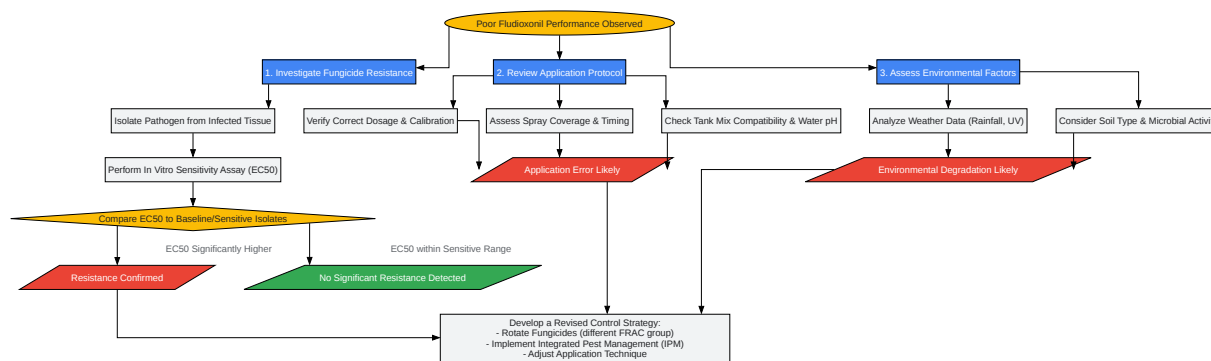 Poor Fludioxonil Performance Observed
1. Investigate Fungicide Resistance
2. Review Application Protocol
3. Assess Environmental Factors
Isolate Pathogen from Infected Tissue
Verify Correct Dosage & Calibration
Assess Spray Coverage & Timing
Check Tank Mix Compatibility & Water pH
Analyze Weather Data (Rainfall, UV)
Consider Soil Type & Microbial Activi
Perform In Vitro Sensitivity Assay (EC50)
Application Error Likely
Environmental Degradation Likely
Compare EC50 to Baseline/Sensitive Isolates
EC50 Significantly Higher
EC50 within Sensitive Range
Resistance Confirmed
No Significant Resistance Detected
Develop a Revised Control Strategy:
- Rotate Fungicides (different FRAC group)
- Implement Integrated Pest Management (IPM)
- Adjust Application Technique